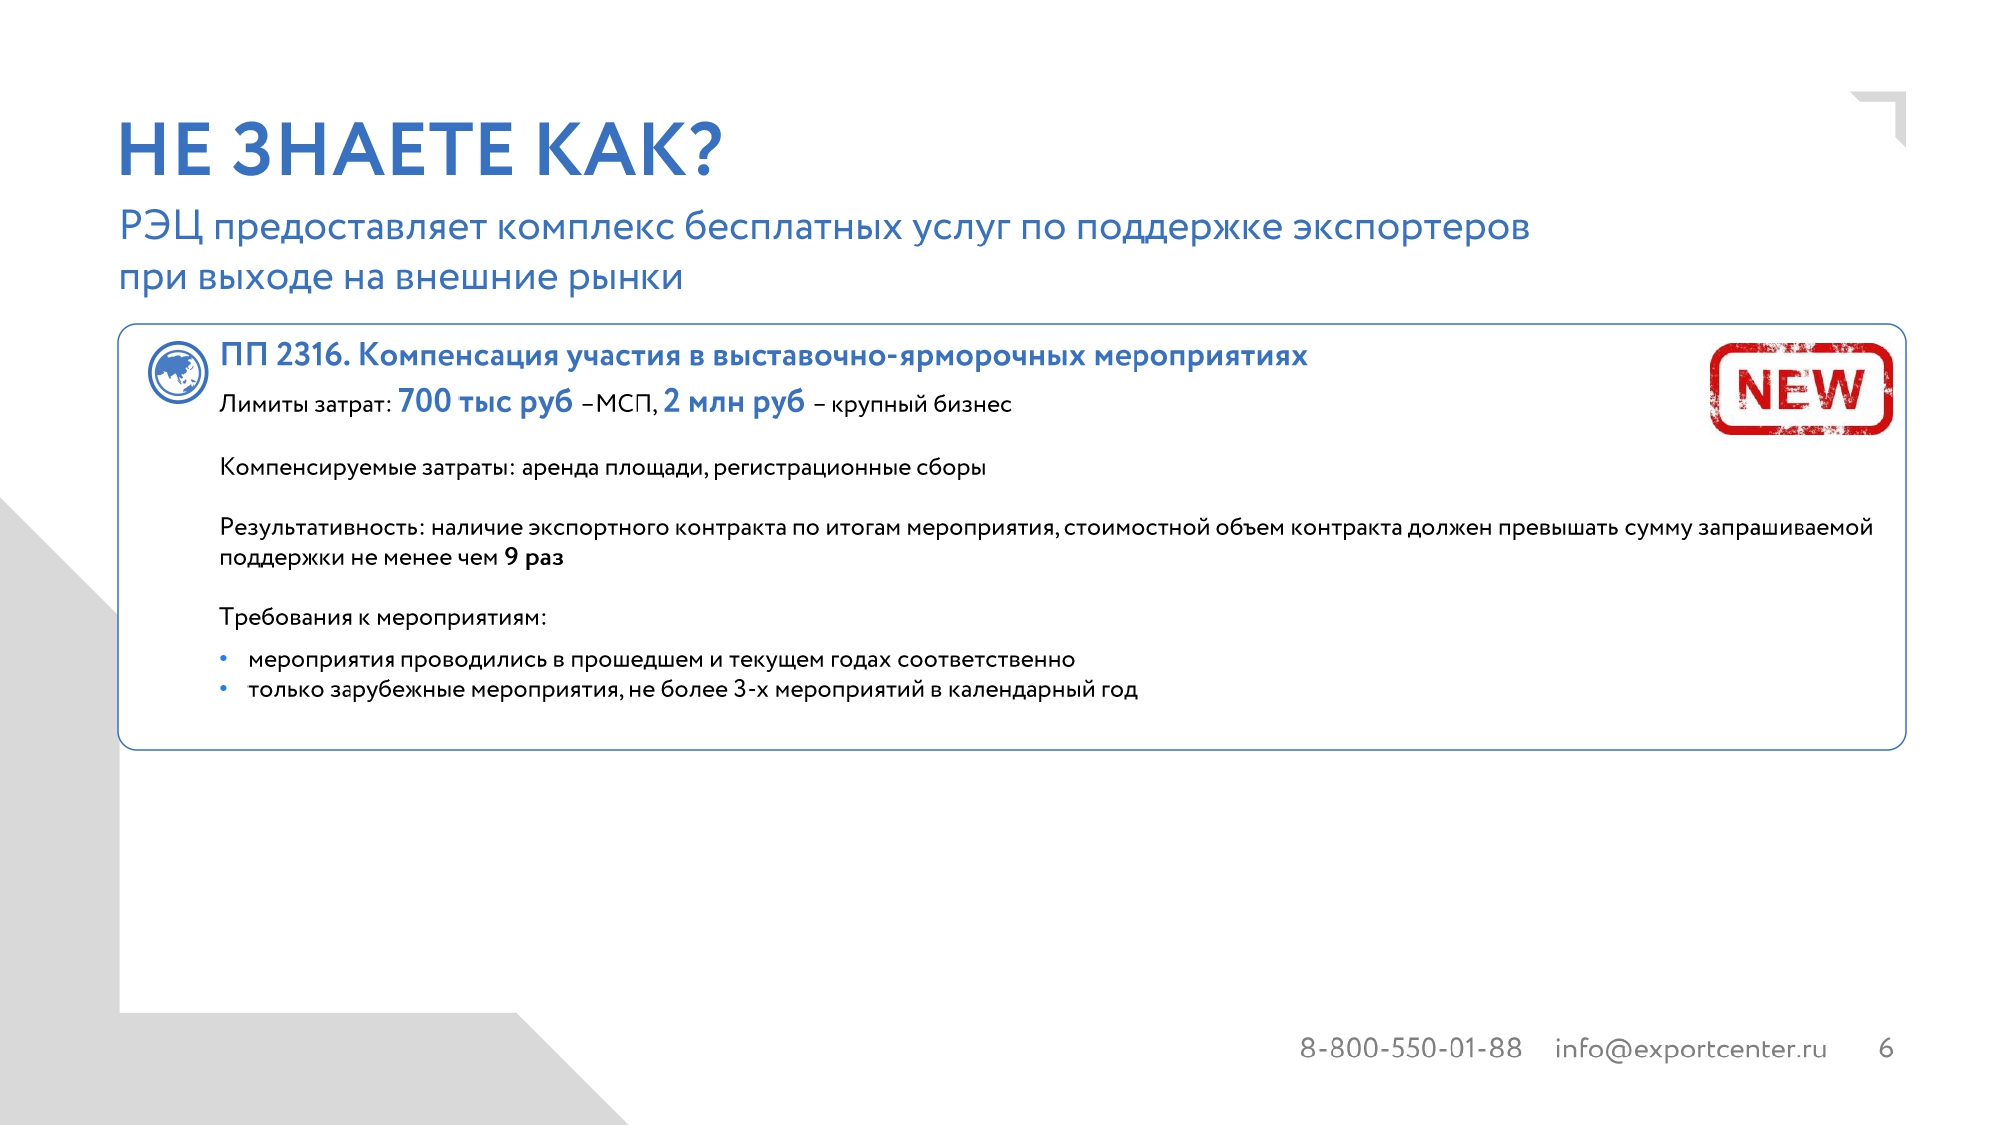 НЕ ЗНАЕТЕ КАК?
РЭЦ предоставляет комплекс бесплатных услуг по поддержке экспортеров
при выходе на внешние рынки
ПП 2316. Компенсация участия в выставочно-ярморочных мероприятиях
Лимиты затрат: 700 тыс руб –МСП, 2 млн руб – крупный бизнес
NEW
Компенсируемые затраты: аренда площади, регистрационные сборы
Результативность: наличие экспортного контракта по итогам мероприятия, стоимостной объем контракта должен превышать сумму запрашиваемой
поддержки не менее чем 9 раз
Требования к мероприятиям:
• мероприятия проводились в прошедшем и текущем годах соответственно
• только зарубежные мероприятия, не более 3-х мероприятий в календарный год
8-800-550-01-88 info@exportcenter.ru 6